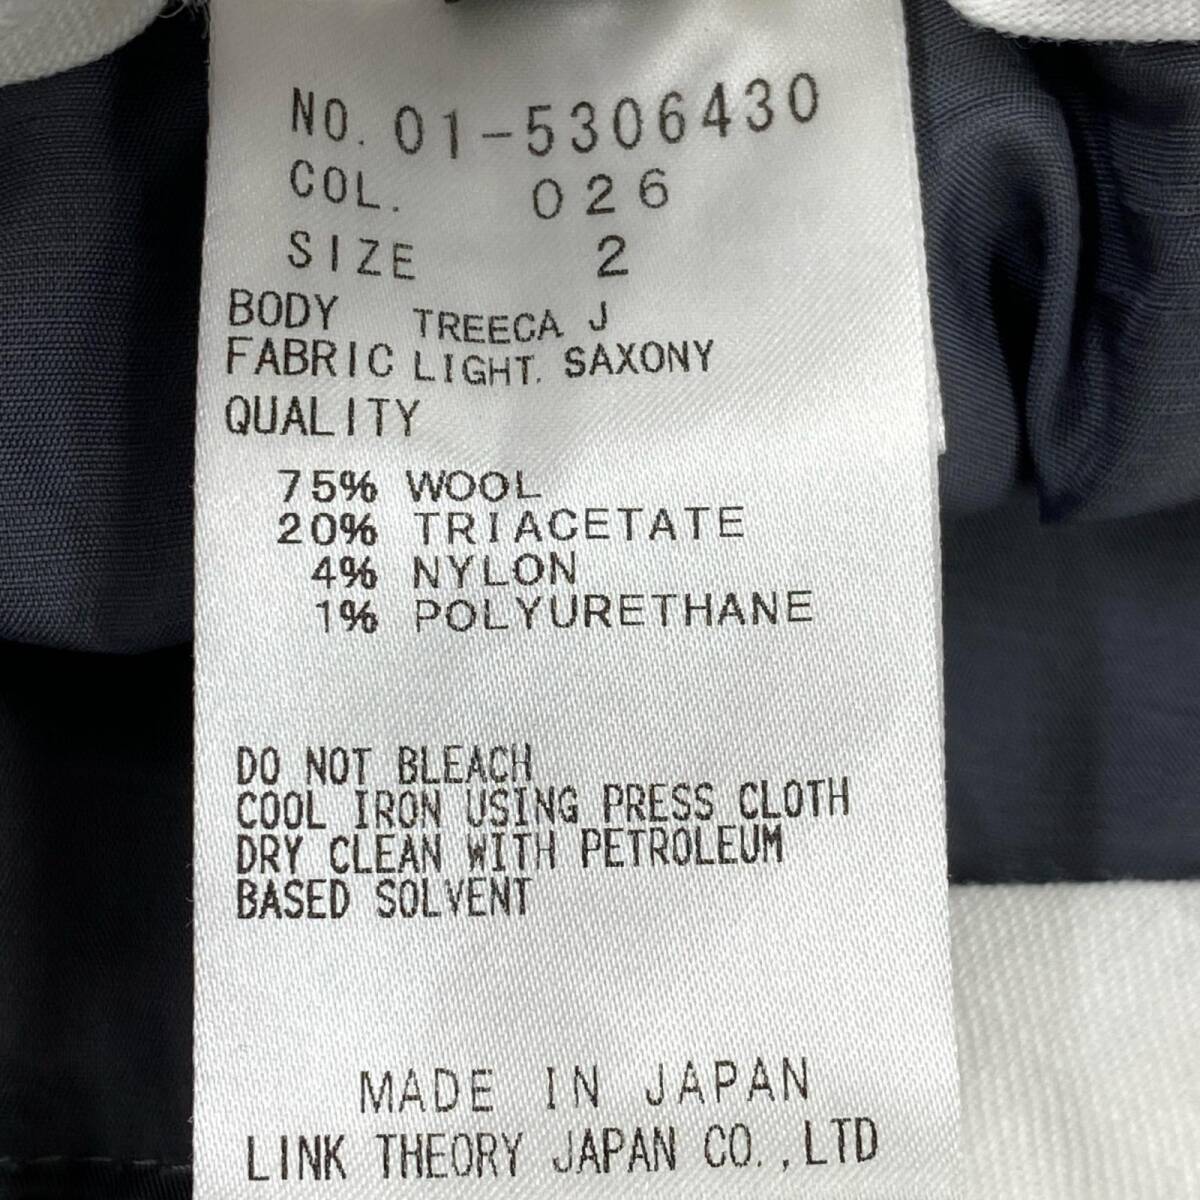 NO. 01-5306430
COL. 026
SIZE 2
BODY TREECA J
FABRIC LIGHT. SAXONY
QUALITY
75% WOOL
20% TRIACETATE
4% NYLON
1% POLYURETHANE
DO NOT BLEACH
COOL IRON USING PRESS CLOTH
DRY CLEAN WITH PETROLEUM
BASED SOLVENT
MADE IN JAPAN
LINK THEORY JAPAN CO.,LTD